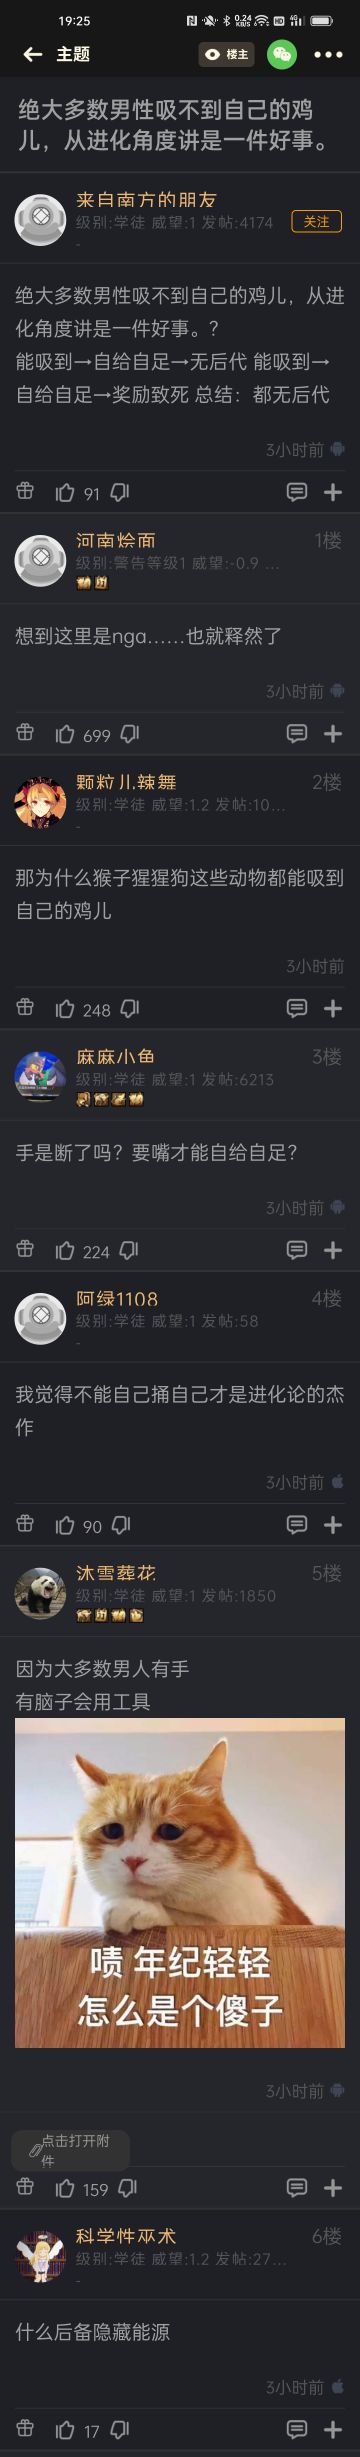 19:25
0.24 KB/S
HD
4G
主题
楼主
绝大多数男性吸不到自己的鸡
儿，从进化角度讲是一件好事。
来自南方的朋友
级别:学徒 威望:1 发帖:4174
关注
-
绝大多数男性吸不到自己的鸡儿，从进
化角度讲是一件好事。？
能吸到→自给自足→无后代 能吸到→
自给自足→奖励致死 总结：都无后代
3小时前
91
河南烩面
1楼
级别:警告等级1 威望:-0.9 ...
想到这里是nga……也就释然了
3小时前
699
颗粒儿辣舞
2楼
级别:学徒 威望:1.2 发帖:10...
-
那为什么猴子猩猩狗这些动物都能吸到
自己的鸡儿
3小时前
248
麻麻小鱼
3楼
级别:学徒 威望:1 发帖:6213
手是断了吗？要嘴才能自给自足？
3小时前
224
阿绿1108
4楼
级别:学徒 威望:1 发帖:58
-
我觉得不能自己捅自己才是进化论的杰
作
3小时前
90
沐雪葬花
5楼
级别:学徒 威望:1 发帖:1850
因为大多数男人有手
有脑子会用工具
啧 年纪轻轻
怎么是个傻子
3小时前
点击打开附
件
159
科学性巫术
6楼
级别:学徒 威望:1.2 发帖:27...
-
什么后备隐藏能源
3小时前
17